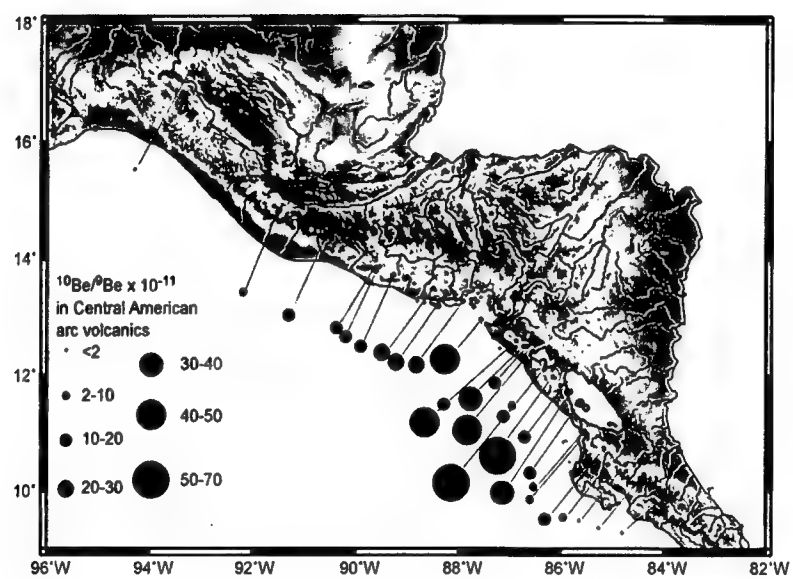 18°
16°
14°
12°
10°
¹⁰Be/⁹Be x 10⁻¹¹
in Central American
arc volcanics
<2
2-10
10-20
20-30
30-40
40-50
50-70
96°W
94°W
92°W
90°W
88°W
86°W
84°W
82°W